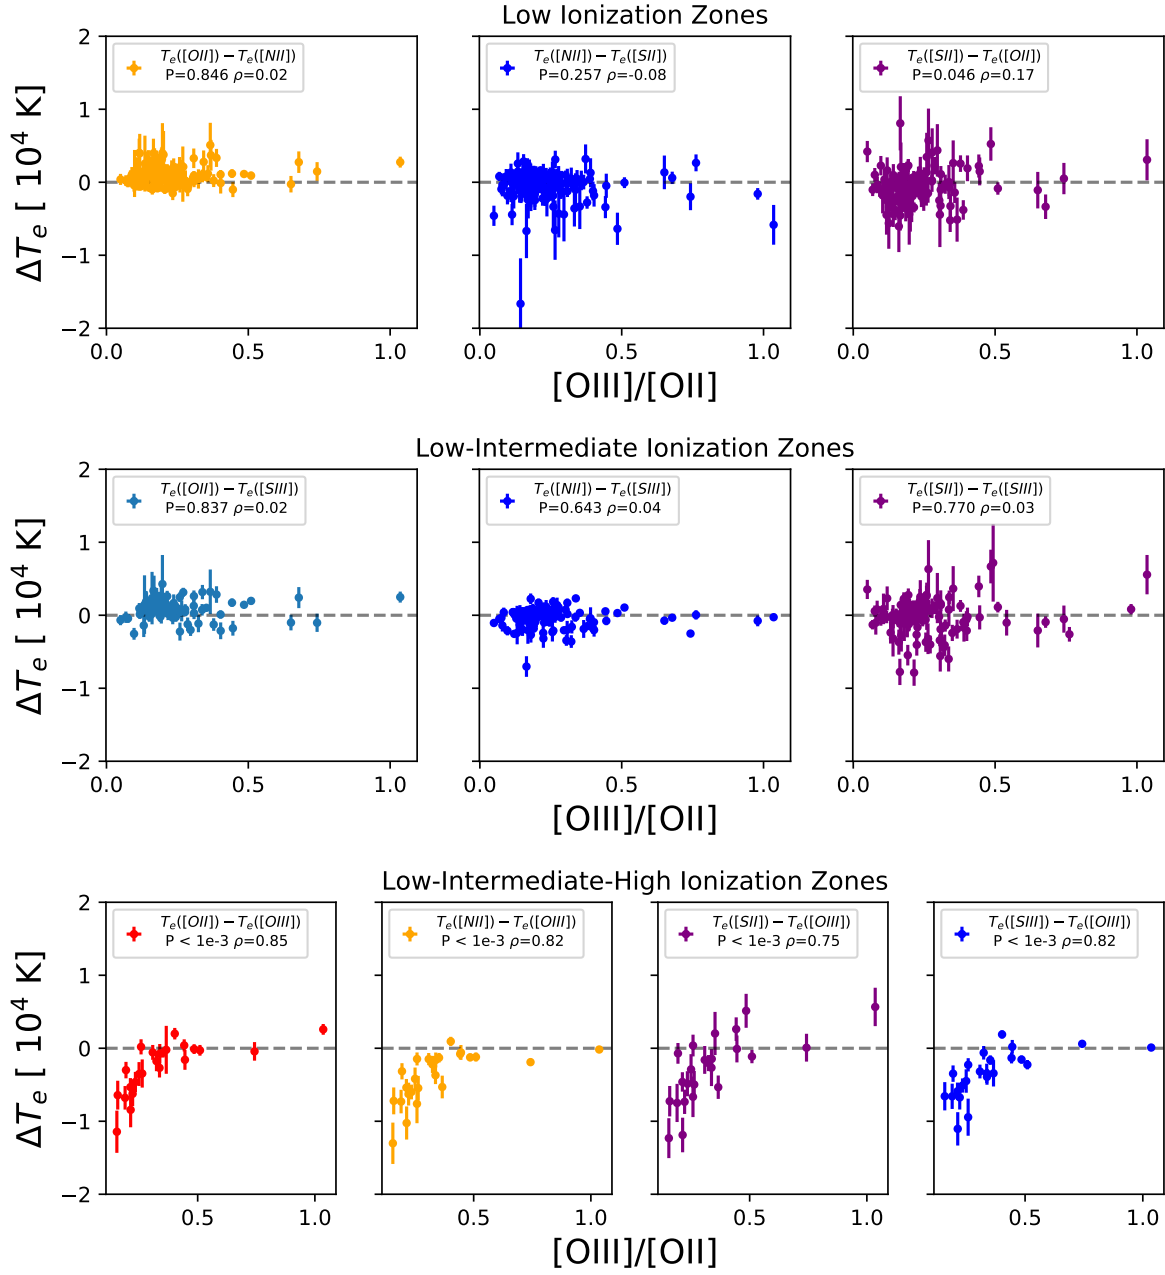 Low Ionization Zones
ΔTe [ 10⁴ K]
2
1
0
−1
−2
Te([OII]) − Te([NII])
P=0.846 ρ=0.02
Te([NII]) − Te([SII])
P=0.257 ρ=-0.08
Te([SII]) − Te([OII])
P=0.046 ρ=0.17
0.0 0.5 1.0
0.0 0.5 1.0
0.0 0.5 1.0
[OIII]/[OII]
Low-Intermediate Ionization Zones
ΔTe [ 10⁴ K]
2
1
0
−1
−2
Te([OII]) − Te([SIII])
P=0.837 ρ=0.02
Te([NII]) − Te([SIII])
P=0.643 ρ=0.04
Te([SII]) − Te([SIII])
P=0.770 ρ=0.03
0.0 0.5 1.0
0.0 0.5 1.0
0.0 0.5 1.0
[OIII]/[OII]
Low-Intermediate-High Ionization Zones
ΔTe [ 10⁴ K]
2
1
0
−1
−2
Te([OII]) − Te([OIII])
P < 1e-3 ρ=0.85
Te([NII]) − Te([OIII])
P < 1e-3 ρ=0.82
Te([SII]) − Te([OIII])
P < 1e-3 ρ=0.75
Te([SIII]) − Te([OIII])
P < 1e-3 ρ=0.82
0.5 1.0
0.5 1.0
0.5 1.0
0.5 1.0
[OIII]/[OII]